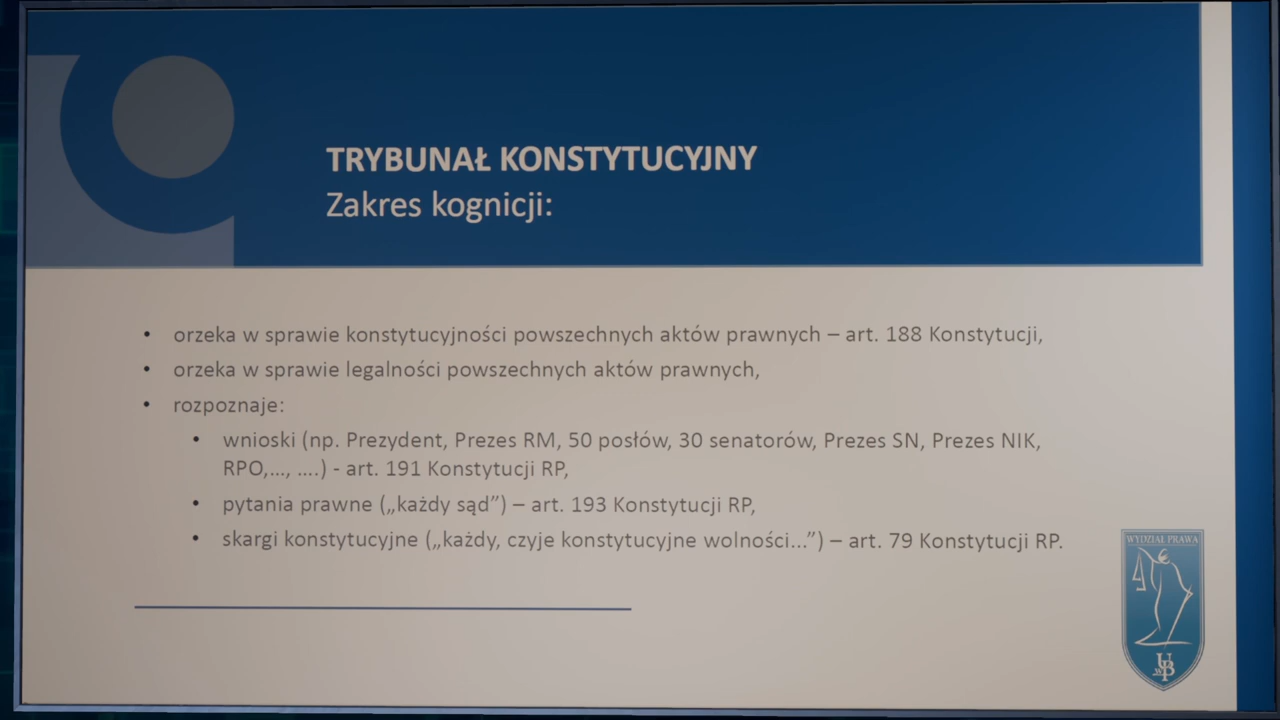 TRYBUNAŁ KONSTYTUCYJNY
Zakres kognicji:
• orzeka w sprawie konstytucyjności powszechnych aktów prawnych – art. 188 Konstytucji,
• orzeka w sprawie legalności powszechnych aktów prawnych,
• rozpoznaje:
• wnioski (np. Prezydent, Prezes RM, 50 posłów, 30 senatorów, Prezes SN, Prezes NIK,
RPO,..., ....) - art. 191 Konstytucji RP,
• pytania prawne („każdy sąd”) – art. 193 Konstytucji RP,
• skargi konstytucyjne („każdy, czyje konstytucyjne wolności...”) – art. 79 Konstytucji RP.
WYDZIAŁ PRAWA
UwB